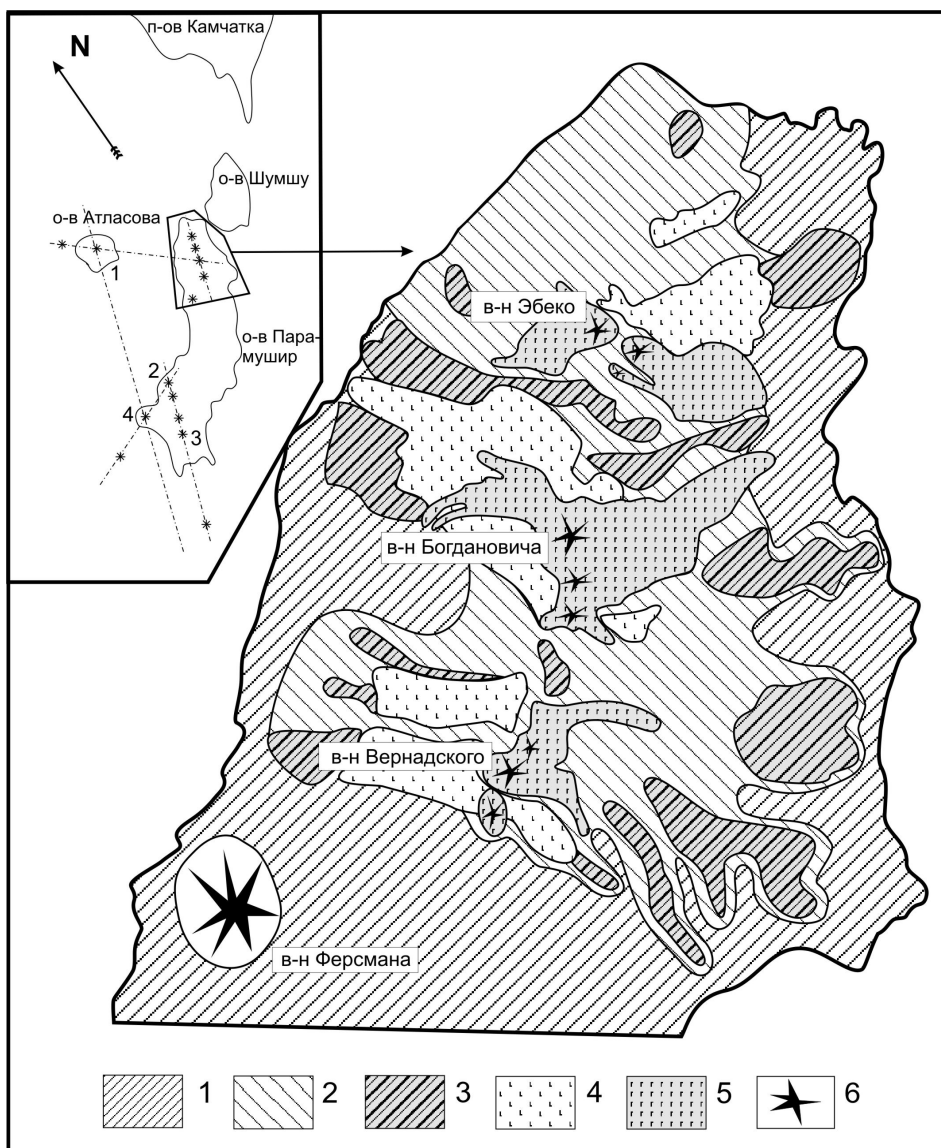 п-ов Камчатка
N
о-в Шумшу
о-в Атласова
1
о-в Пара-
мушир
2
4
3
в-н Эбеко
в-н Богдановича
в-н Вернадского
в-н Ферсмана
1 2 3 4 5 6